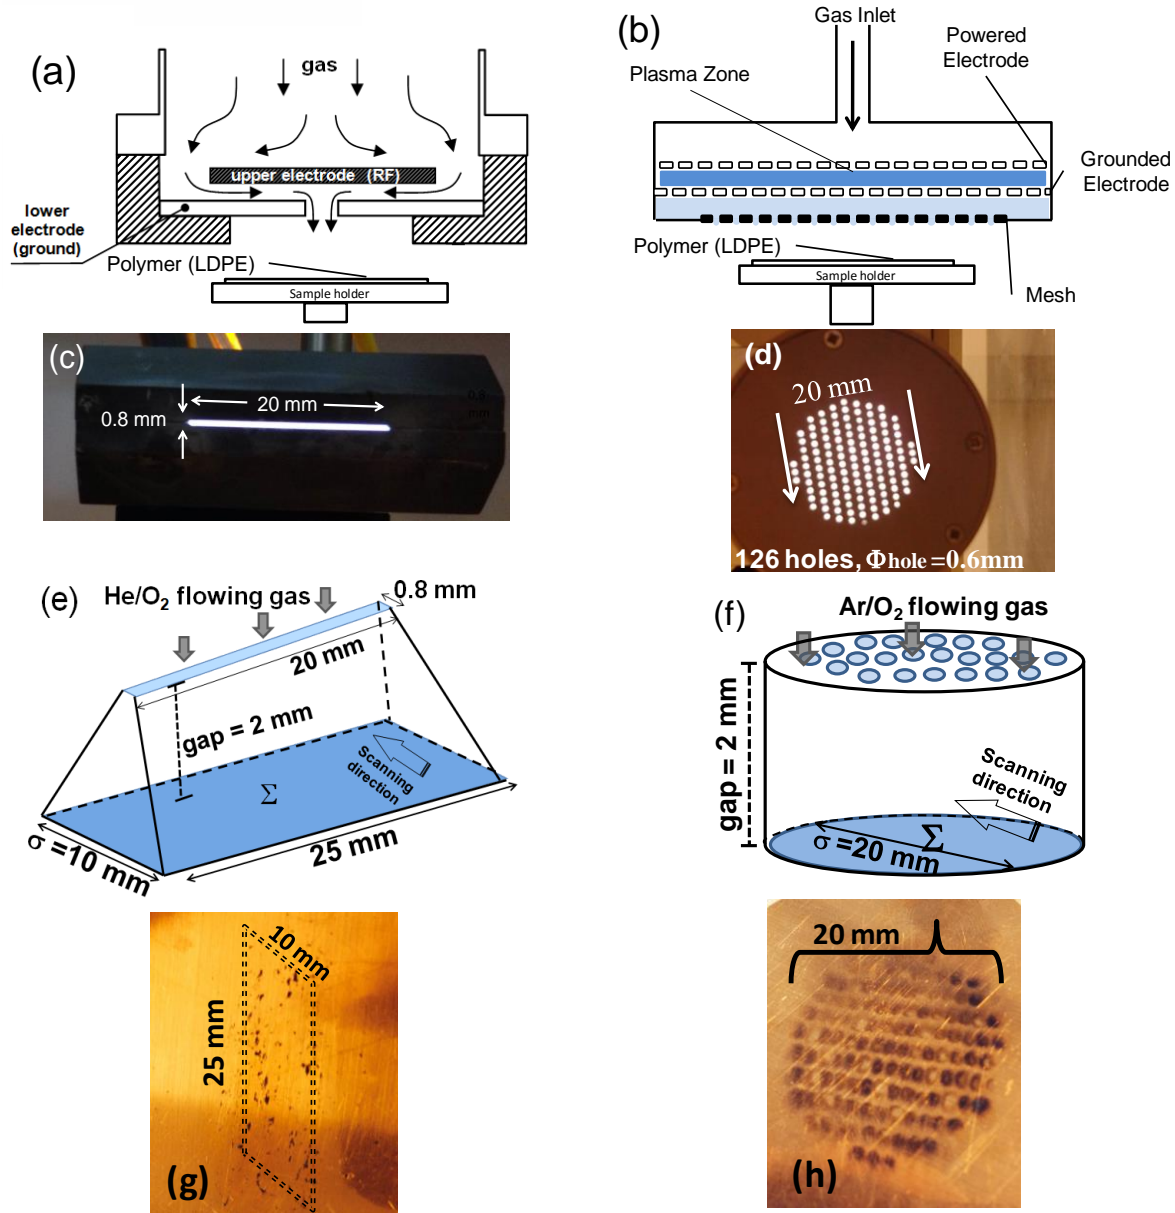 (a)
gas
upper electrode (RF)
lower
electrode
(ground)
Polymer (LDPE)
Sample holder
(b)
Gas Inlet
Powered
Electrode
Plasma Zone
Grounded
Electrode
Polymer (LDPE)
Sample holder
Mesh
(c)
0.8 mm
20 mm
0.8
mm
(d)
20 mm
126 holes, Φhole=0.6mm
(e)
He/O2 flowing gas
0.8 mm
20 mm
gap = 2 mm
Scanning
direction
Σ
σ =10 mm
25 mm
(f)
Ar/O2 flowing gas
gap = 2 mm
Scanning
direction
Σ
σ =20 mm
10 mm
25 mm
(g)
20 mm
(h)